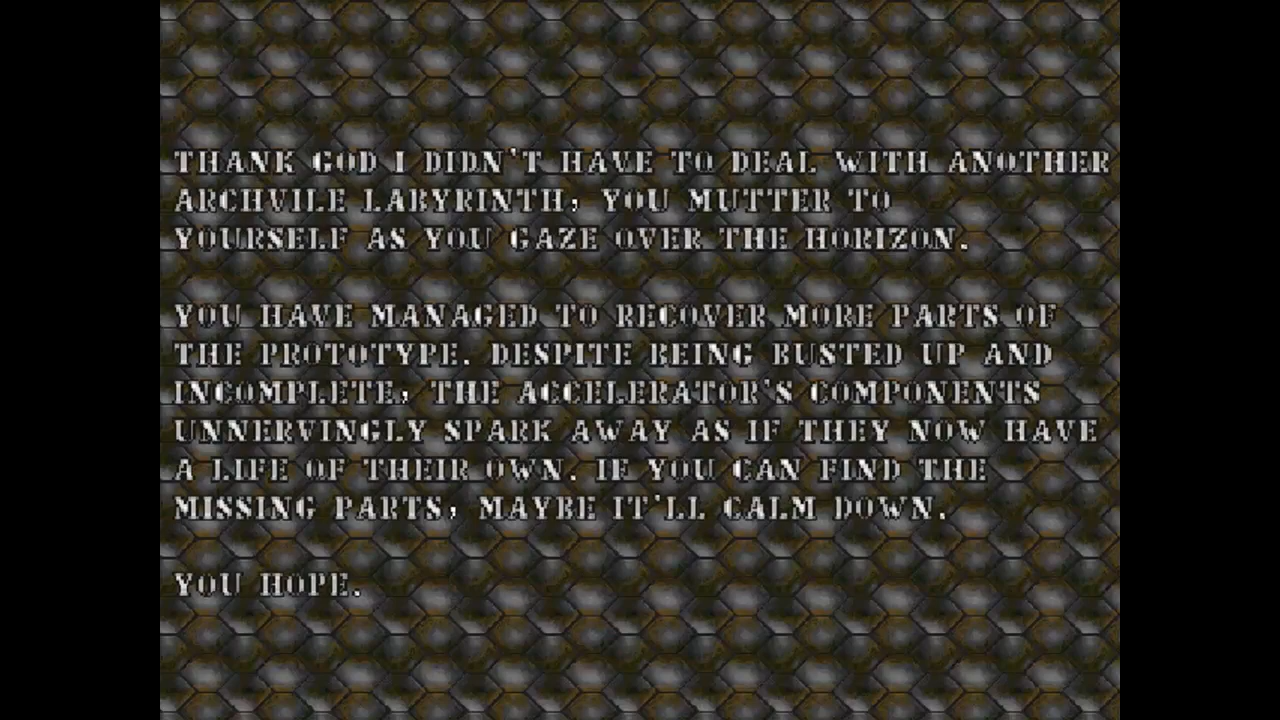 THANK GOD I DIDN'T HAVE TO DEAL WITH ANOTHER
ARCHVILE LABYRINTH, YOU MUTTER TO
YOURSELF AS YOU GAZE OVER THE HORIZON.
YOU HAVE MANAGED TO RECOVER MORE PARTS OF
THE PROTOTYPE. DESPITE BEING BUSTED UP AND
INCOMPLETE, THE ACCELERATOR'S COMPONENTS
UNNERVINGLY SPARK AWAY AS IF THEY NOW HAVE
A LIFE OF THEIR OWN. IF YOU CAN FIND THE
MISSING PARTS, MAYBE IT'LL CALM DOWN.
YOU HOPE.